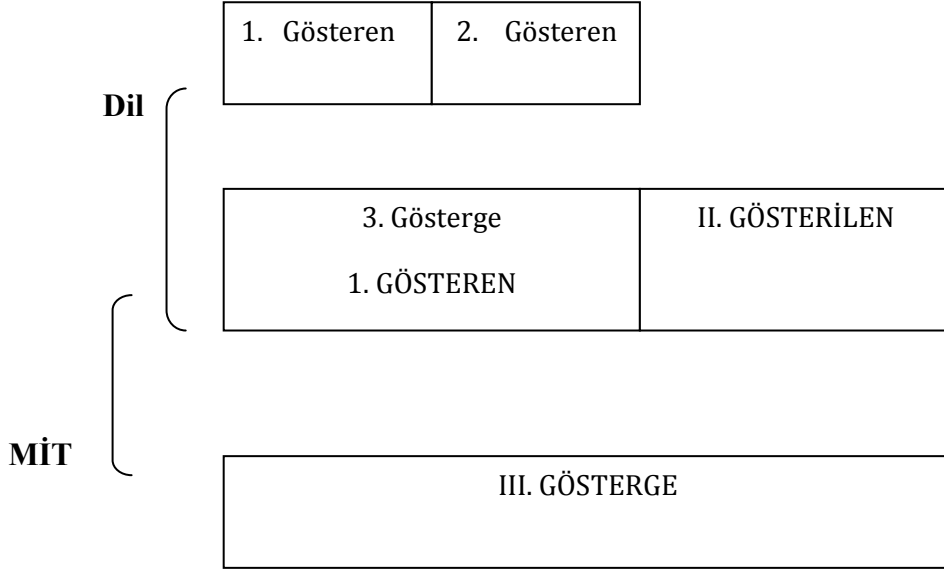 1. Gösteren
2. Gösteren
Dil
3. Gösterge
II. GÖSTERİLEN
1. GÖSTEREN
MİT
III. GÖSTERGE